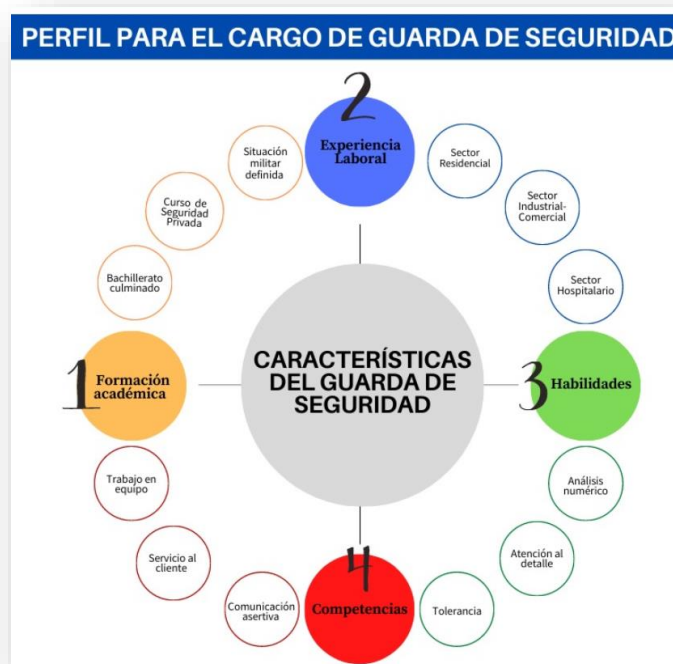 PERFIL PARA EL CARGO DE GUARDA DE SEGURIDAD
2
Experiencia
Laboral
Situación
militar
definida
Sector
Residencial
Curso de
Seguridad
Privada
Sector
Industrial-
Comercial
Bachillerato
culminado
Sector
Hospitalario
CARACTERÍSTICAS
DEL GUARDA DE
SEGURIDAD
1
Formación
académica
3
Habilidades
Trabajo en
equipo
Análisis
numérico
Servicio al
cliente
Atención al
detalle
Comunicación
asertiva
4
Competencias
Tolerancia